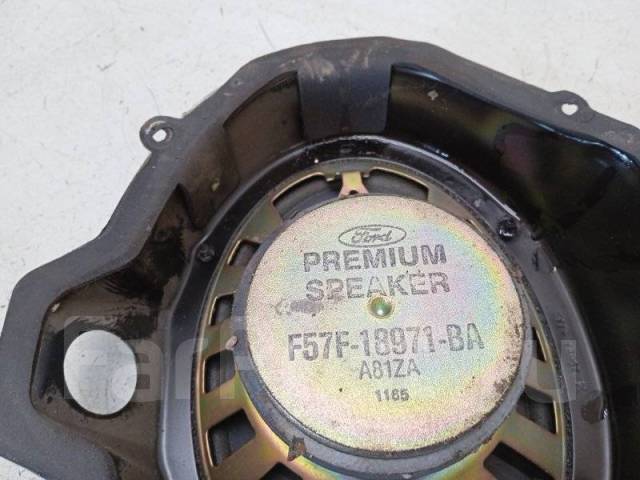 Ford
PREMIUM
SPEAKER
F57F-18971-BA
A81ZA
1165